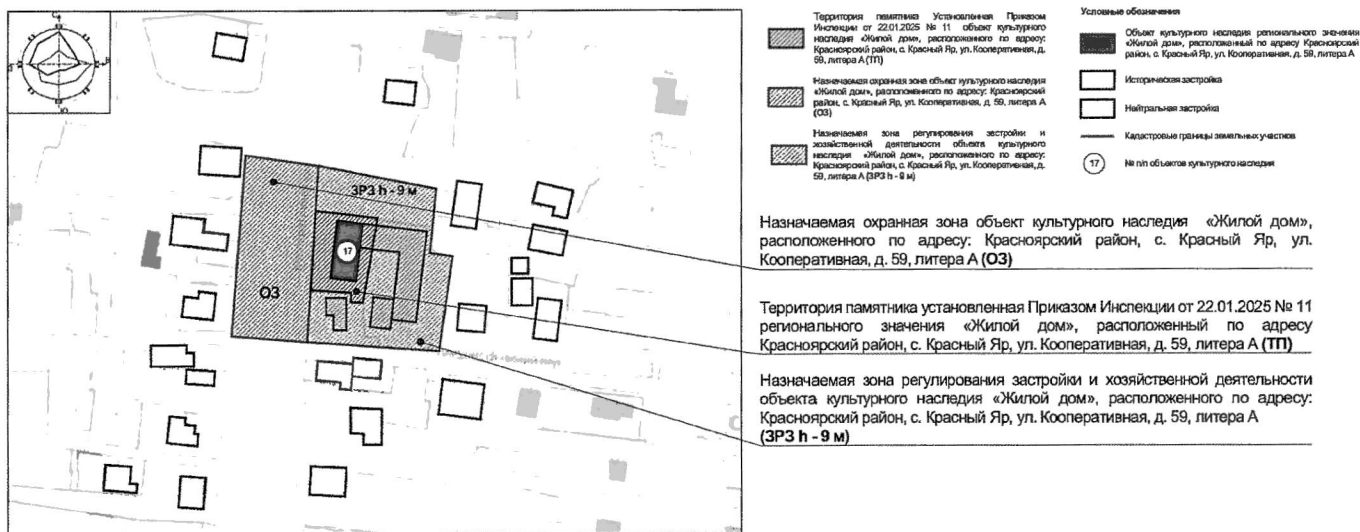 С
В
Ю
ЗРЗ h - 9 м
17
ОЗ
Территория памятника Установленная Приказом
Инспекции от 22.01.2025 № 11 объект культурного
наследия «Жилой дом», расположенного по адресу:
Красноярский район, с. Красный Яр, ул. Кооперативная, д.
59, литера А (ТП)
Назначаемая охранная зона объект культурного наследия
«Жилой дом», расположенного по адресу: Красноярский
район, с. Красный Яр, ул. Кооперативная, д. 59, литера А
(ОЗ)
Назначаемая зона регулирования застройки и
хозяйственной деятельности объекта культурного
наследия «Жилой дом», расположенного по адресу:
Красноярский район, с. Красный Яр, ул. Кооперативная, д.
59, литера А (ЗРЗ h - 9 м)
Условные обозначения
Объект культурного наследия регионального значения
«Жилой дом», расположенный по адресу Красноярский
район, с. Красный Яр, ул. Кооперативная, д. 59, литера А
Историческая застройка
Нейтральная застройка
Кадастровые границы земельных участков
17
№ п/п объектов культурного наследия
Назначаемая охранная зона объект культурного наследия «Жилой дом»,
расположенного по адресу: Красноярский район, с. Красный Яр, ул.
Кооперативная, д. 59, литера А (ОЗ)
Территория памятника установленная Приказом Инспекции от 22.01.2025 № 11
регионального значения «Жилой дом», расположенный по адресу
Красноярский район, с. Красный Яр, ул. Кооперативная, д. 59, литера А (ТП)
Назначаемая зона регулирования застройки и хозяйственной деятельности
объекта культурного наследия «Жилой дом», расположенного по адресу:
Красноярский район, с. Красный Яр, ул. Кооперативная, д. 59, литера А
(ЗРЗ h - 9 м)